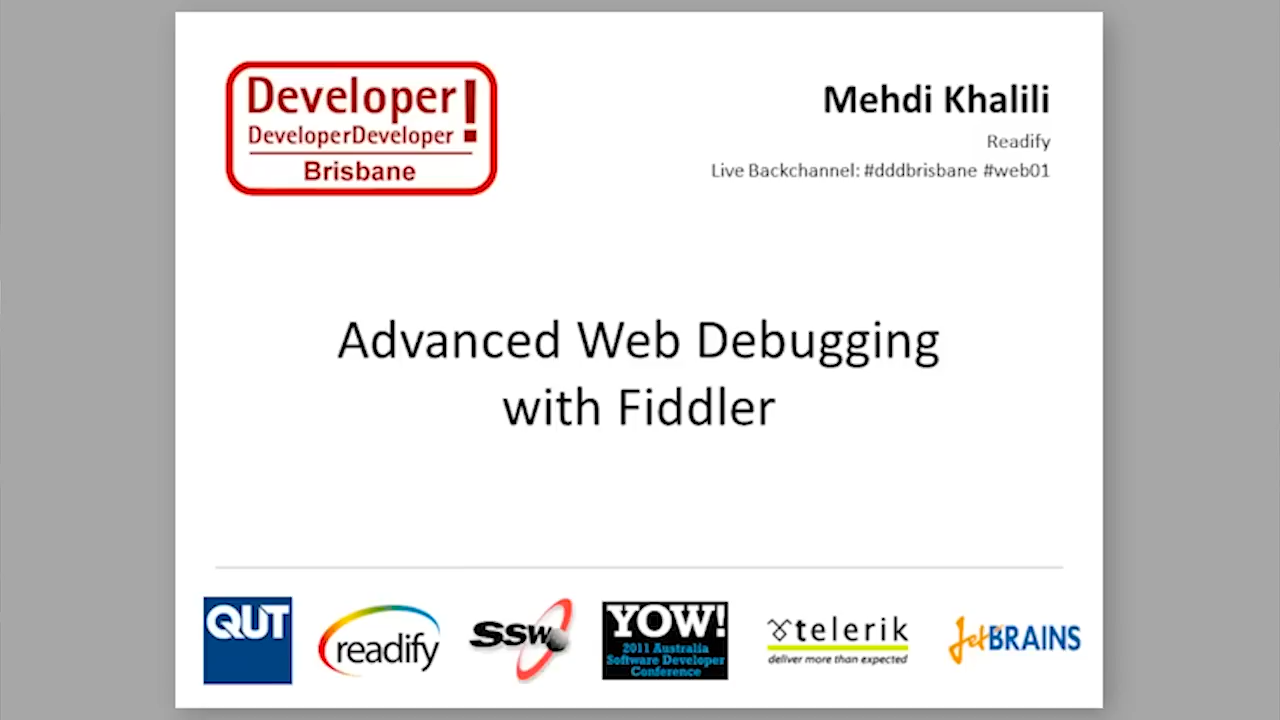 Developer!
DeveloperDeveloper
Brisbane
Mehdi Khalili
Readify
Live Backchannel: #dddbrisbane #web01
Advanced Web Debugging
with Fiddler
QUT
readify
SSW
YOW!
2011 Australia
Software Developer
Conference
telerik
deliver more than expected
JetBRAINS